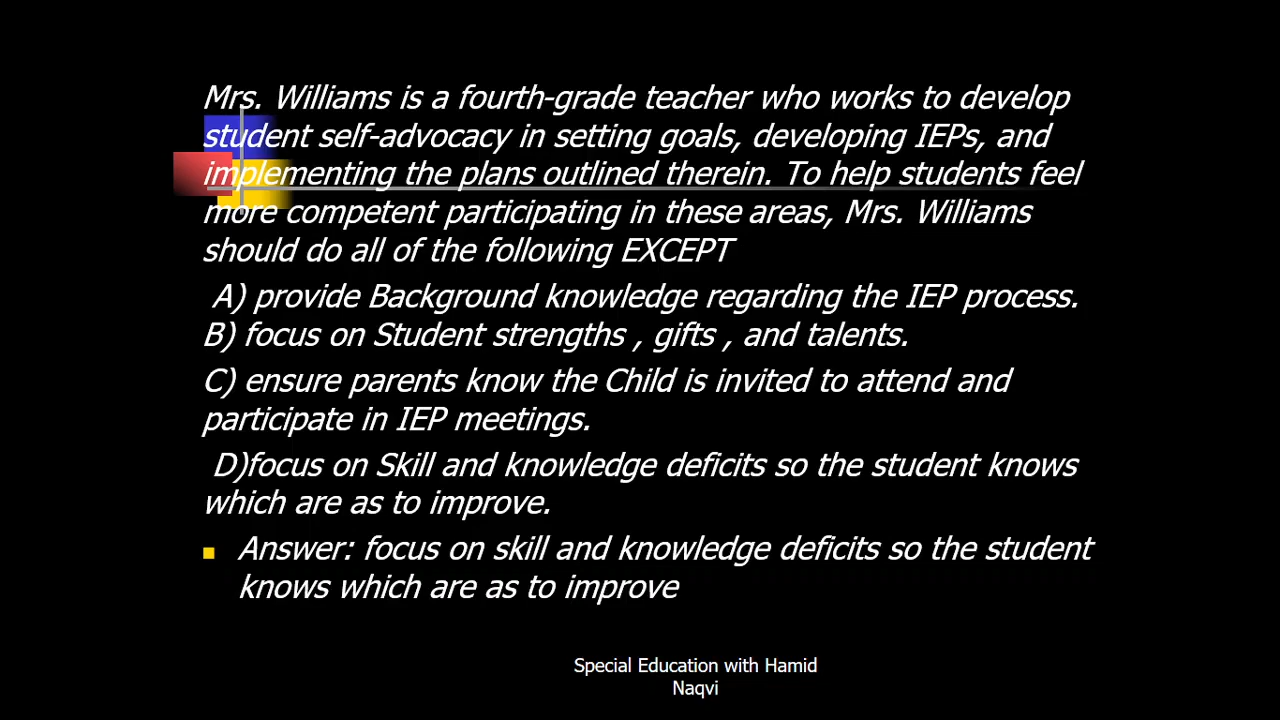 Mrs. Williams is a fourth-grade teacher who works to develop
student self-advocacy in setting goals, developing IEPs, and
implementing the plans outlined therein. To help students feel
more competent participating in these areas, Mrs. Williams
should do all of the following EXCEPT
A) provide Background knowledge regarding the IEP process.
B) focus on Student strengths , gifts , and talents.
C) ensure parents know the Child is invited to attend and
participate in IEP meetings.
D)focus on Skill and knowledge deficits so the student knows
which are as to improve.
Answer: focus on skill and knowledge deficits so the student
knows which are as to improve
Special Education with Hamid
Naqvi